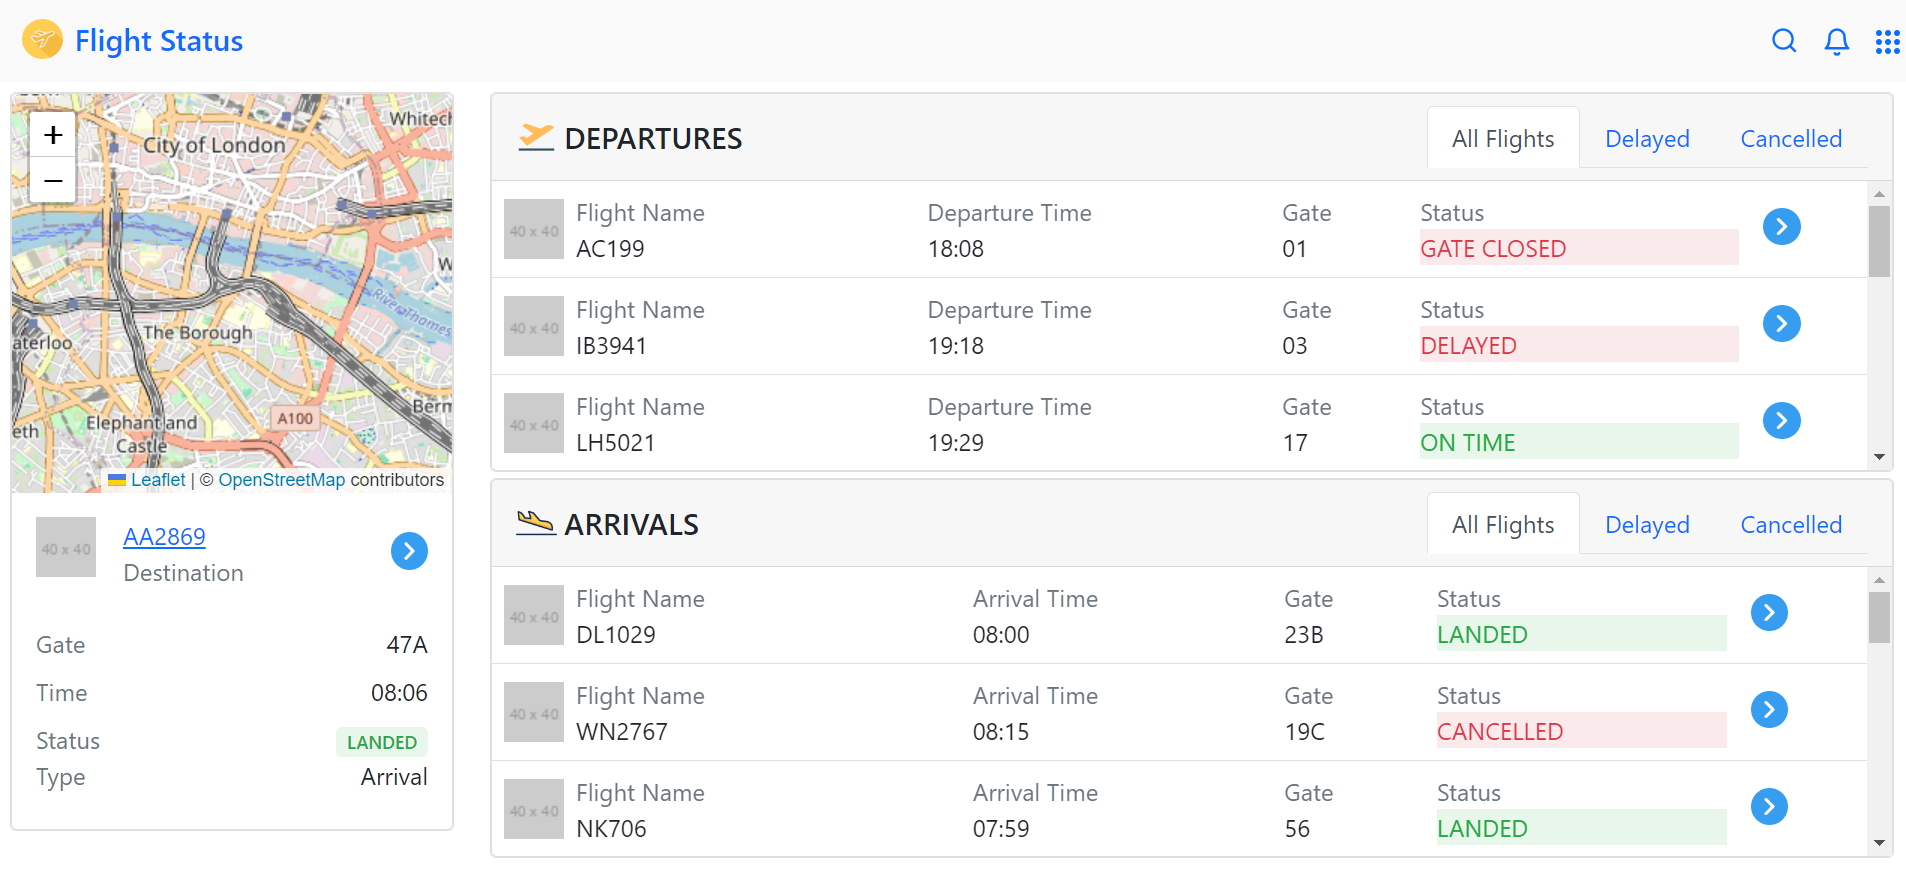 Flight Status
+
−
Whitech
City of London
W
River Thames
aterloo
The Borough
A100
Berm
eth
Elephant and
Castle
Leaflet | © OpenStreetMap contributors
40 x 40
AA2869
Destination
Gate 47A
Time 08:06
Status LANDED
Type Arrival
DEPARTURES
All Flights Delayed Cancelled
40 x 40
Flight Name Departure Time Gate Status
AC199 18:08 01 GATE CLOSED
40 x 40
Flight Name Departure Time Gate Status
IB3941 19:18 03 DELAYED
40 x 40
Flight Name Departure Time Gate Status
LH5021 19:29 17 ON TIME
ARRIVALS
All Flights Delayed Cancelled
40 x 40
Flight Name Arrival Time Gate Status
DL1029 08:00 23B LANDED
40 x 40
Flight Name Arrival Time Gate Status
WN2767 08:15 19C CANCELLED
40 x 40
Flight Name Arrival Time Gate Status
NK706 07:59 56 LANDED